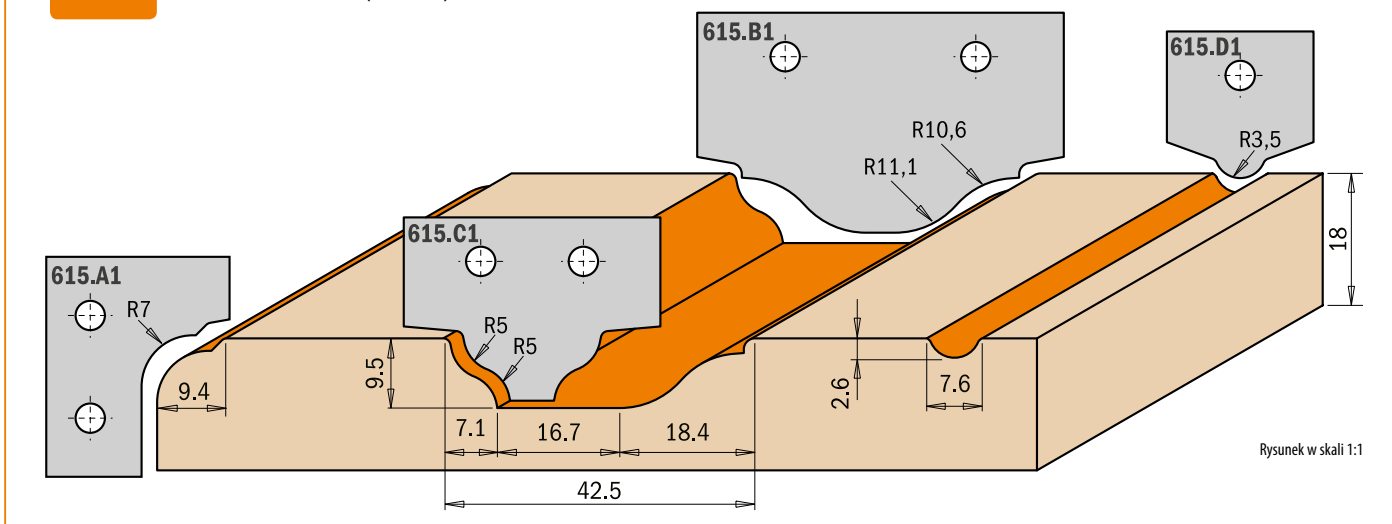 615.B1
615.D1
R10,6
R3,5
R11,1
615.C1
18
615.A1
R7
R5
R5
9.5
9.4
2.6
7.6
7.1
16.7
18.4
Rysunek w skali 1:1
42.5